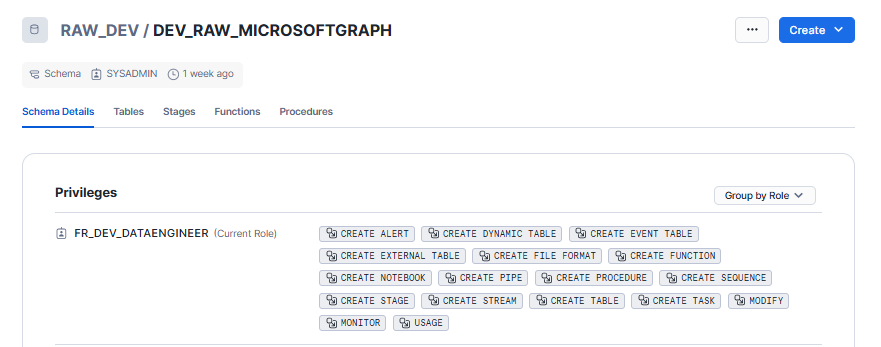 RAW_DEV / DEV_RAW_MICROSOFTGRAPH
... Create
Schema SYSADMIN 1 week ago
Schema Details Tables Stages Functions Procedures
Privileges
Group by Role
FR_DEV_DATAENGINEER (Current Role) CREATE ALERT CREATE DYNAMIC TABLE CREATE EVENT TABLE
CREATE EXTERNAL TABLE CREATE FILE FORMAT CREATE FUNCTION
CREATE NOTEBOOK CREATE PIPE CREATE PROCEDURE CREATE SEQUENCE
CREATE STAGE CREATE STREAM CREATE TABLE CREATE TASK MODIFY
MONITOR USAGE